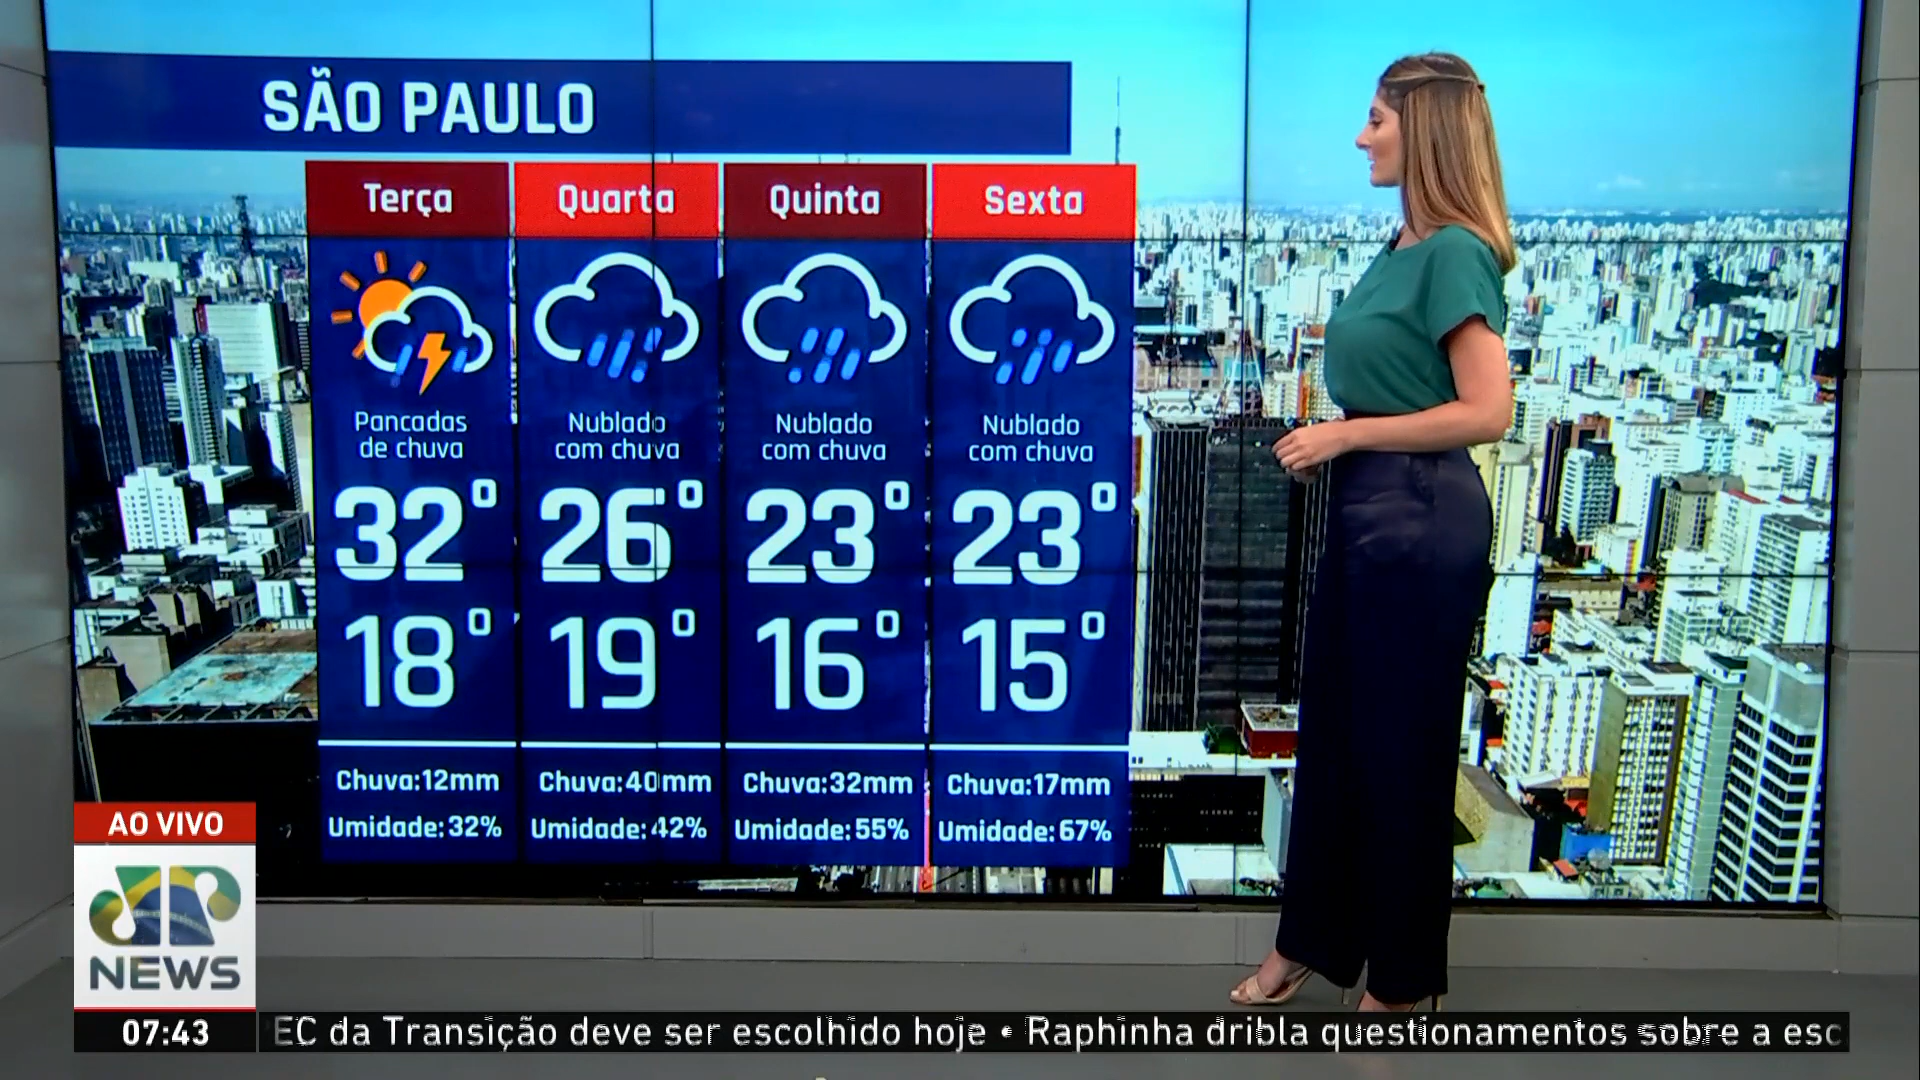 SÃO PAULO
Terça
Quarta
Quinta
Sexta
Pancadas
de chuva
Nublado
com chuva
Nublado
com chuva
Nublado
com chuva
32°
26°
23°
23°
18°
19°
16°
15°
Chuva:12mm
Chuva:40mm
Chuva:32mm
Chuva:17mm
Umidade:32%
Umidade:42%
Umidade:55%
Umidade:67%
AO VIVO
JP
NEWS
07:43
EC da Transição deve ser escolhido hoje • Raphinha dribla questionamentos sobre a esc